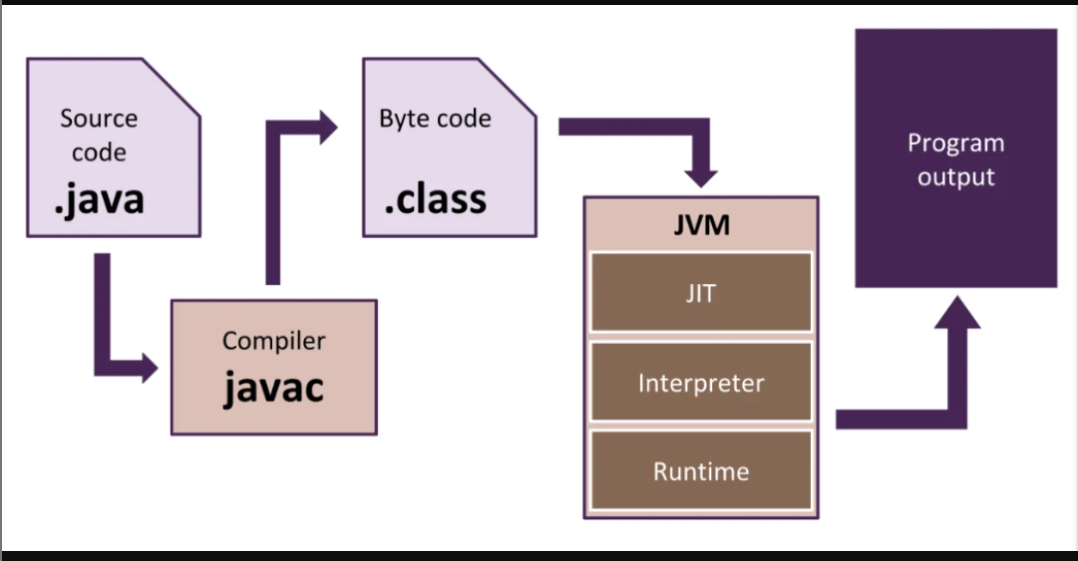 Source
code
.java
Compiler
javac
Byte code
.class
JVM
JIT
Interpreter
Runtime
Program
output